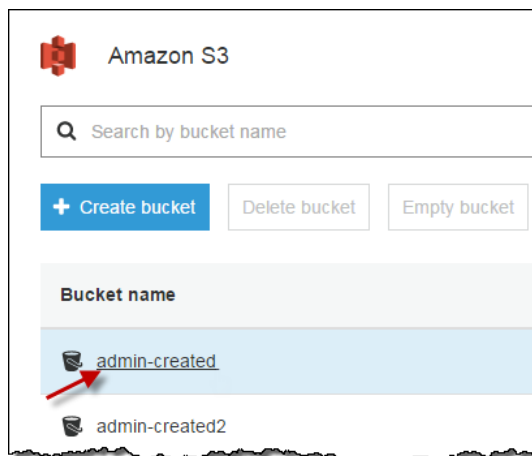 Amazon S3
Search by bucket name
+ Create bucket Delete bucket Empty bucket
Bucket name
admin-created
admin-created2